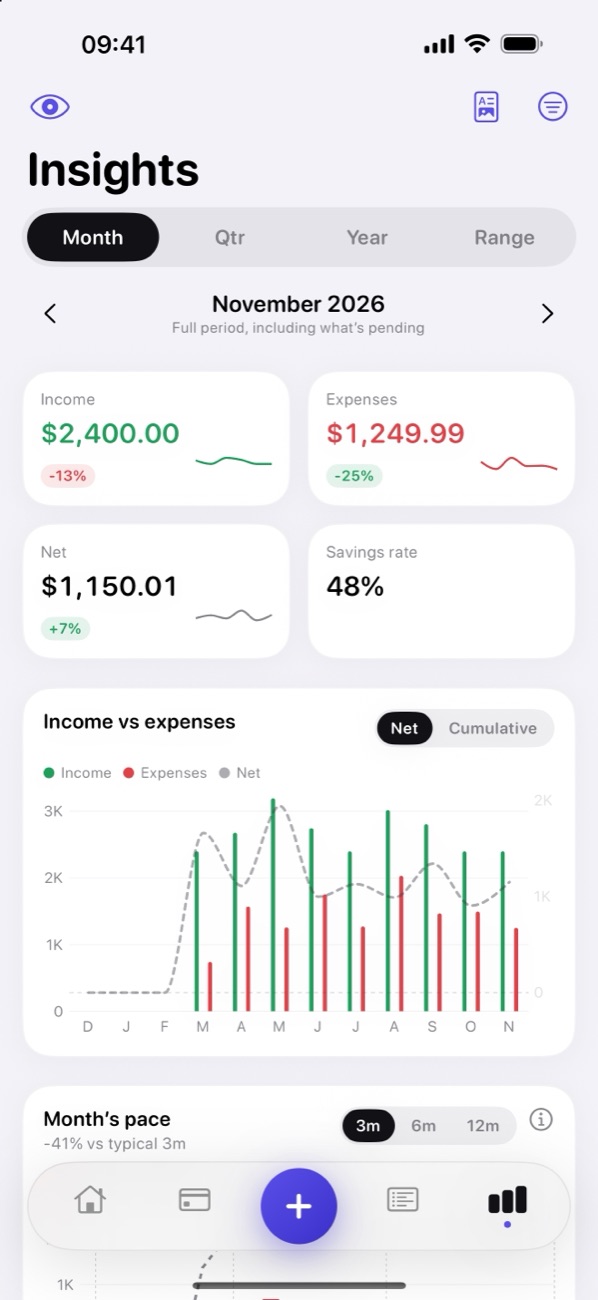 09:41
Insights
Month Qtr Year Range
November 2026
Full period, including what's pending
Income
$2,400.00
-13%
Expenses
$1,249.99
-25%
Net
$1,150.01
+7%
Savings rate
48%
Income vs expenses
Net Cumulative
Income Expenses Net
3K
2K
1K
0
2K
1K
0
D J F M A M J J A S O N
Month's pace
-41% vs typical 3m
3m 6m 12m
1K